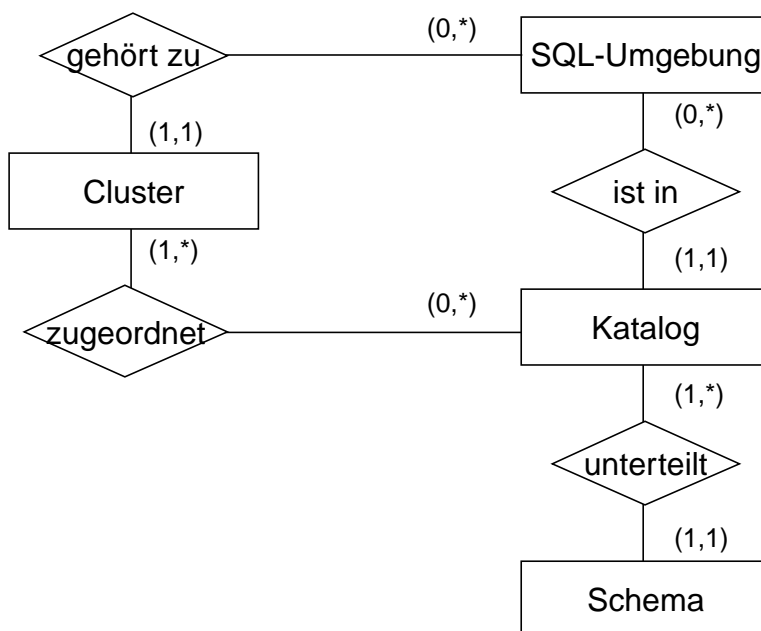 (0,*)
gehört zu
SQL-Umgebung
(0,*)
(1,1)
Cluster
ist in
(1,*)
(1,1)
(0,*)
zugeordnet
Katalog
(1,*)
unterteilt
(1,1)
Schema